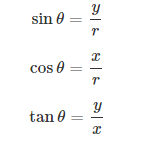 sin θ = y/r
cos θ = x/r
tan θ = y/x